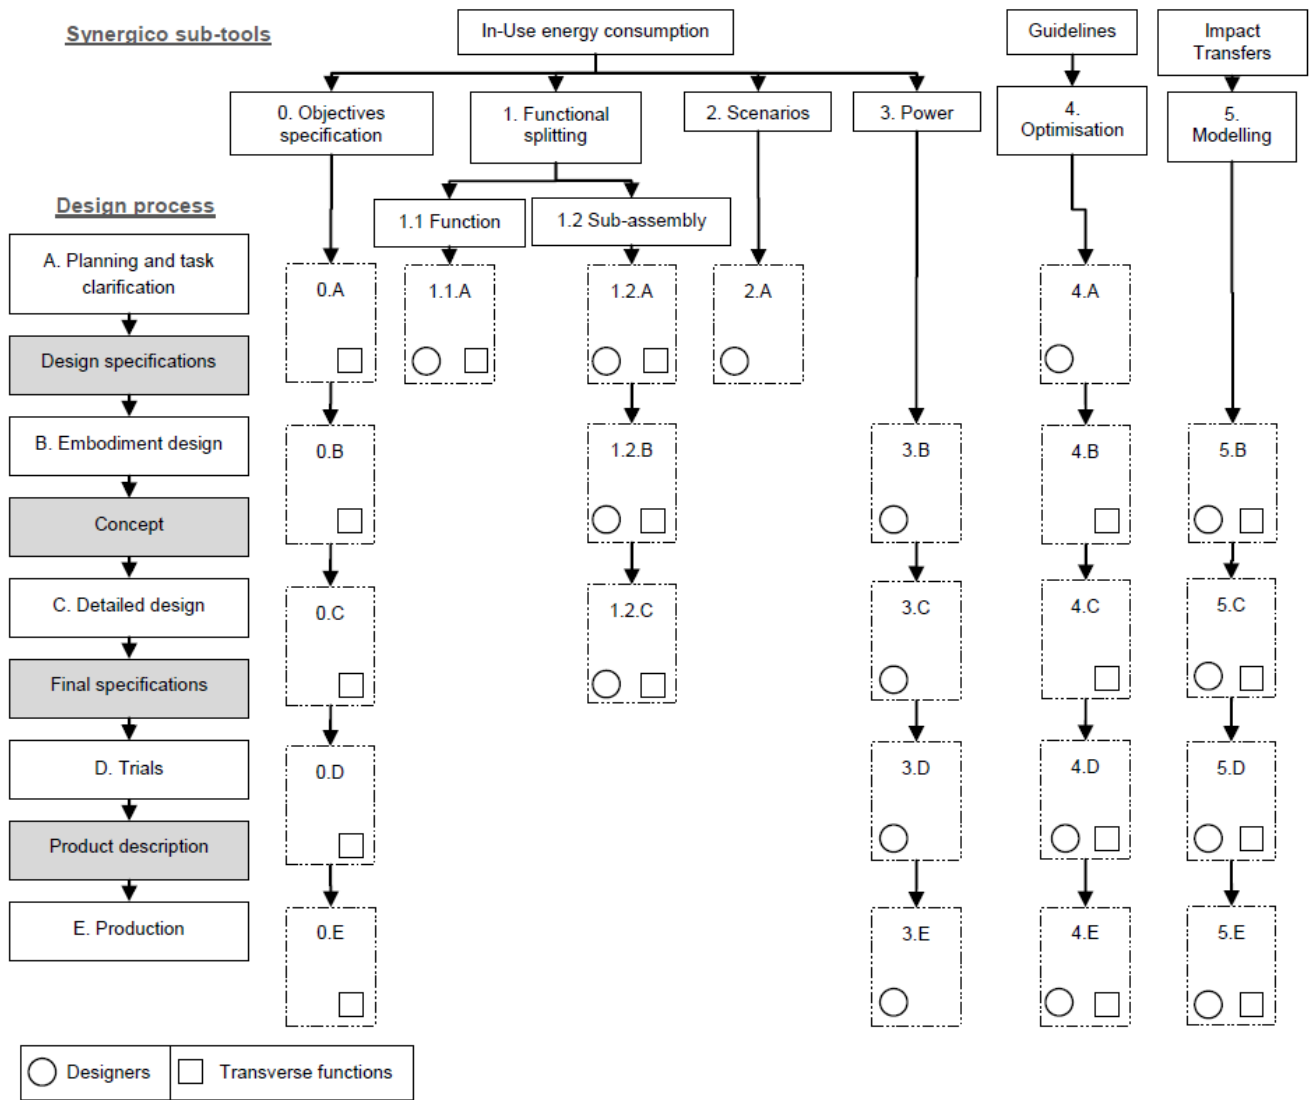 Synergico sub-tools
In-Use energy consumption
Guidelines
Impact
Transfers
0. Objectives
specification
1. Functional
splitting
2. Scenarios
3. Power
4.
Optimisation
5.
Modelling
Design process
1.1 Function
1.2 Sub-assembly
A. Planning and task
clarification
0.A
1.1.A
1.2.A
2.A
4.A
Design specifications
B. Embodiment design
0.B
1.2.B
3.B
4.B
5.B
Concept
C. Detailed design
0.C
1.2.C
3.C
4.C
5.C
Final specifications
D. Trials
0.D
3.D
4.D
5.D
Product description
E. Production
0.E
3.E
4.E
5.E
Designers
Transverse functions